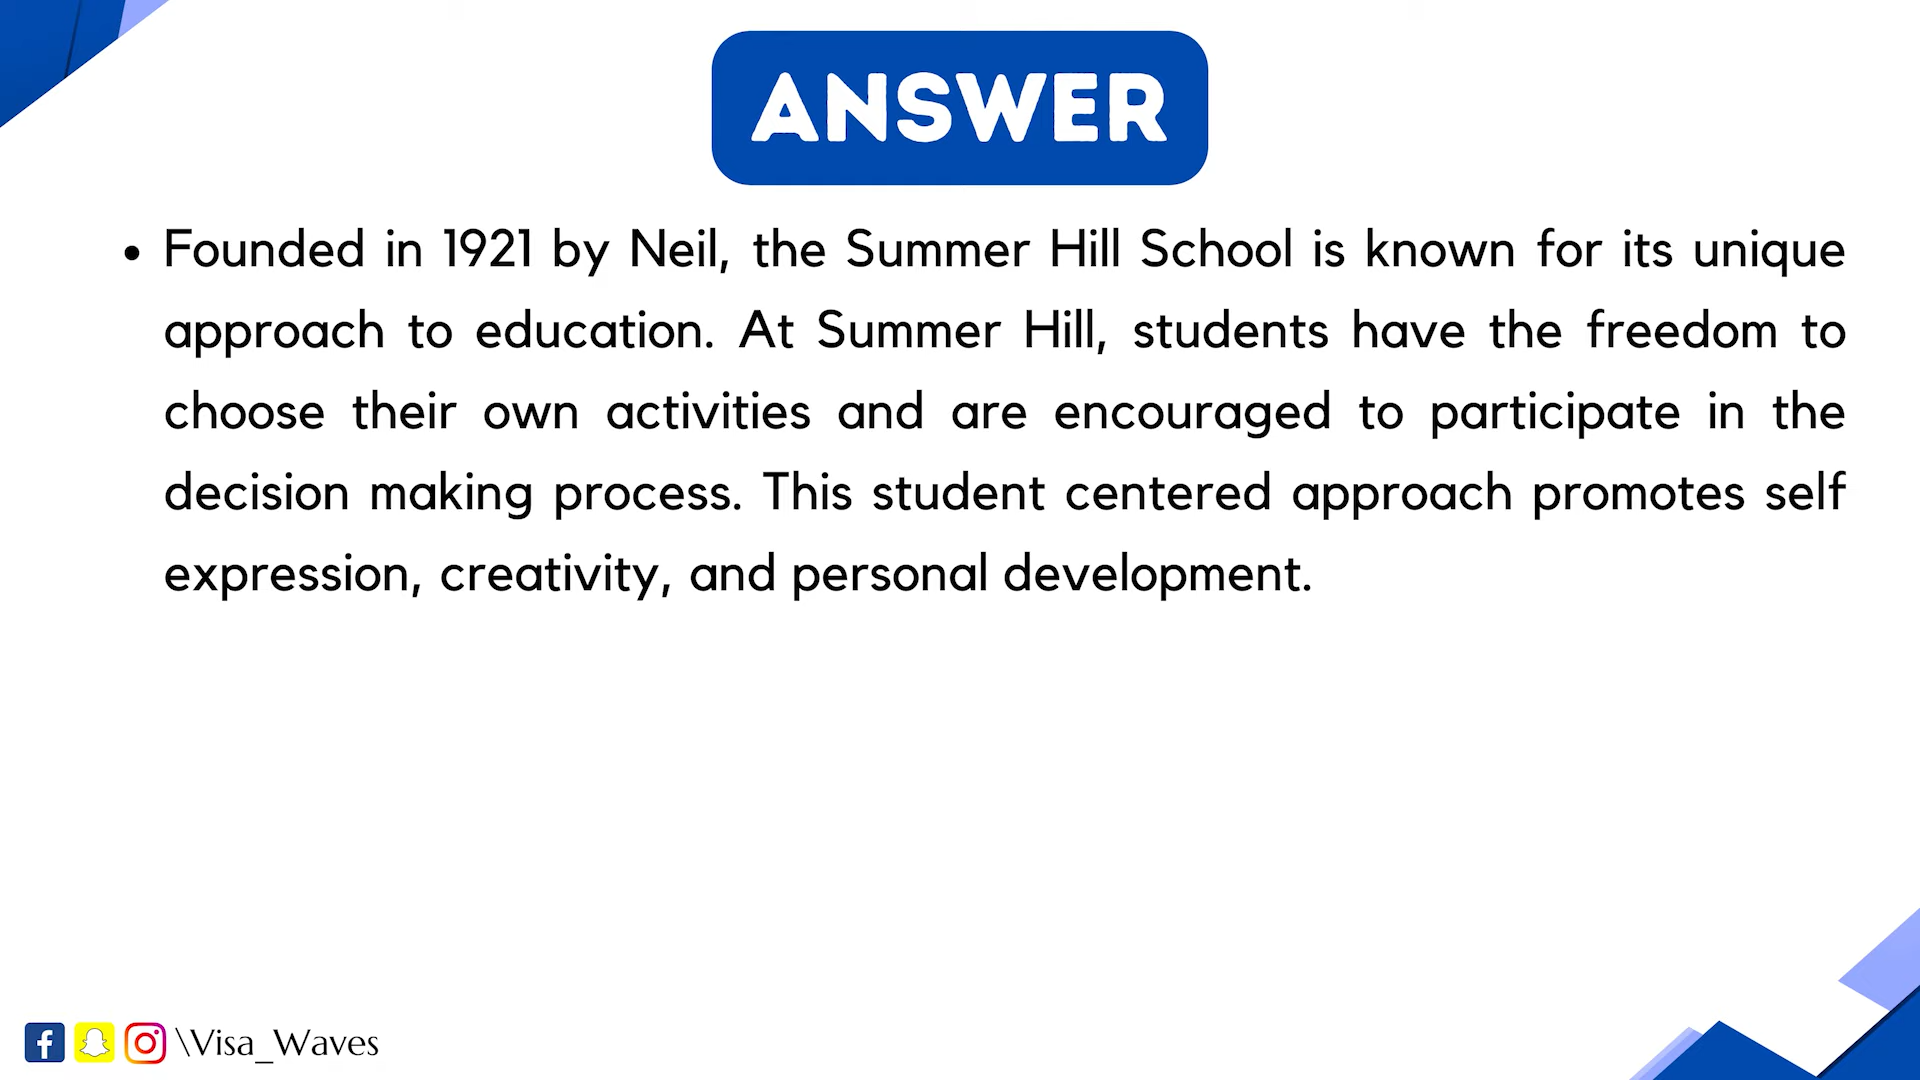 ANSWER
• Founded in 1921 by Neil, the Summer Hill School is known for its unique
approach to education. At Summer Hill, students have the freedom to
choose their own activities and are encouraged to participate in the
decision making process. This student centered approach promotes self
expression, creativity, and personal development.
\Visa_Waves